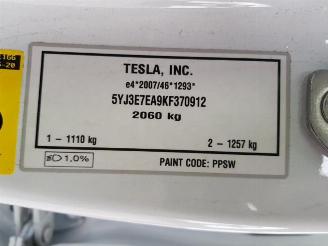 TESLA, INC.
e4*2007/46*1293*
5YJ3E7EA9KF370912
2060 kg
1 – 1110 kg
2 – 1257 kg
1,0%
PAINT CODE: PPSW